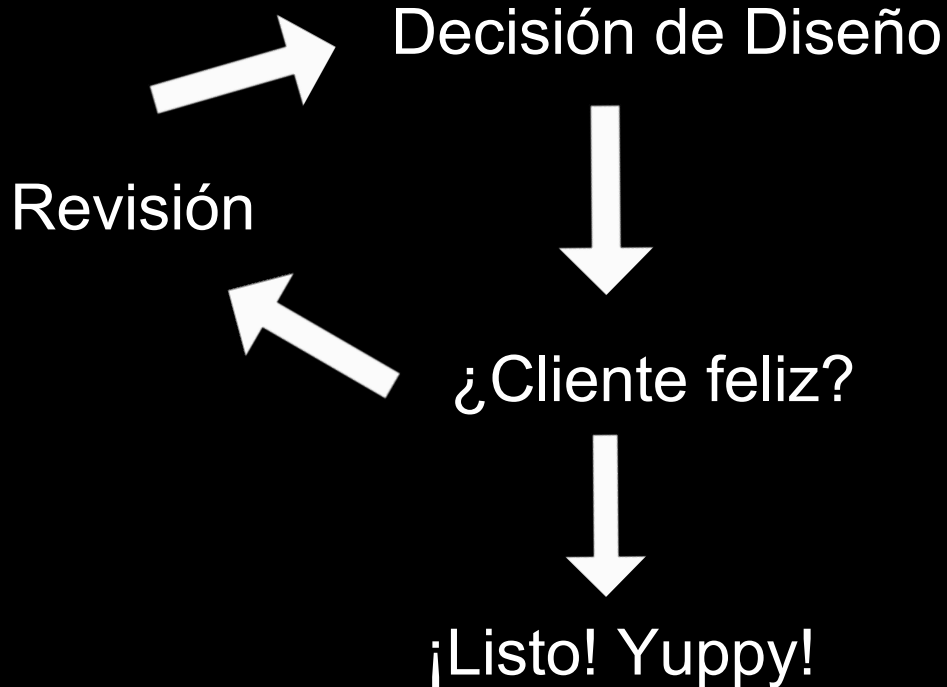 Decisión de Diseño
Revisión
¿Cliente feliz?
¡Listo! Yuppy!